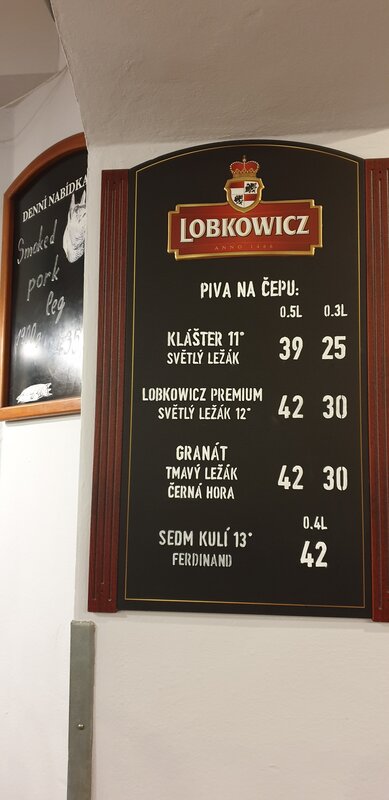 DENNÍ NABÍDKA
Smoked
pork
leg
LOBKOWICZ
ANNO 1466
PIVA NA ČEPU:
0.5L 0.3L
KLÁŠTER 11°
SVĚTLÝ LEŽÁK
39 25
LOBKOWICZ PREMIUM
SVĚTLÝ LEŽÁK 12°
42 30
GRANÁT
TMAVÝ LEŽÁK
ČERNÁ HORA
42 30
0.4L
SEDM KULÍ 13°
FERDINAND
42